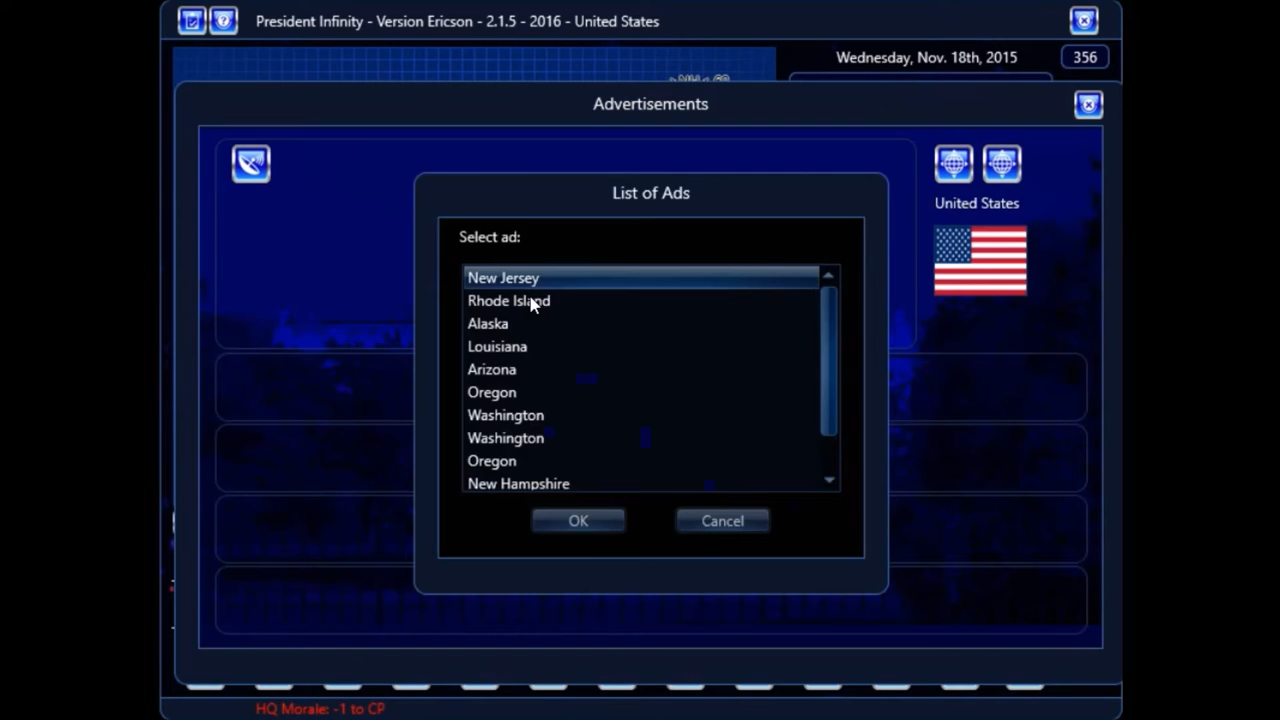 President Infinity - Version Ericson - 2.1.5 - 2016 - United States
Wednesday, Nov. 18th, 2015
356
Advertisements
United States
List of Ads
Select ad:
New Jersey
Rhode Island
Alaska
Louisiana
Arizona
Oregon
Washington
Washington
Oregon
New Hampshire
OK
Cancel
HQ Morale: -1 to CP